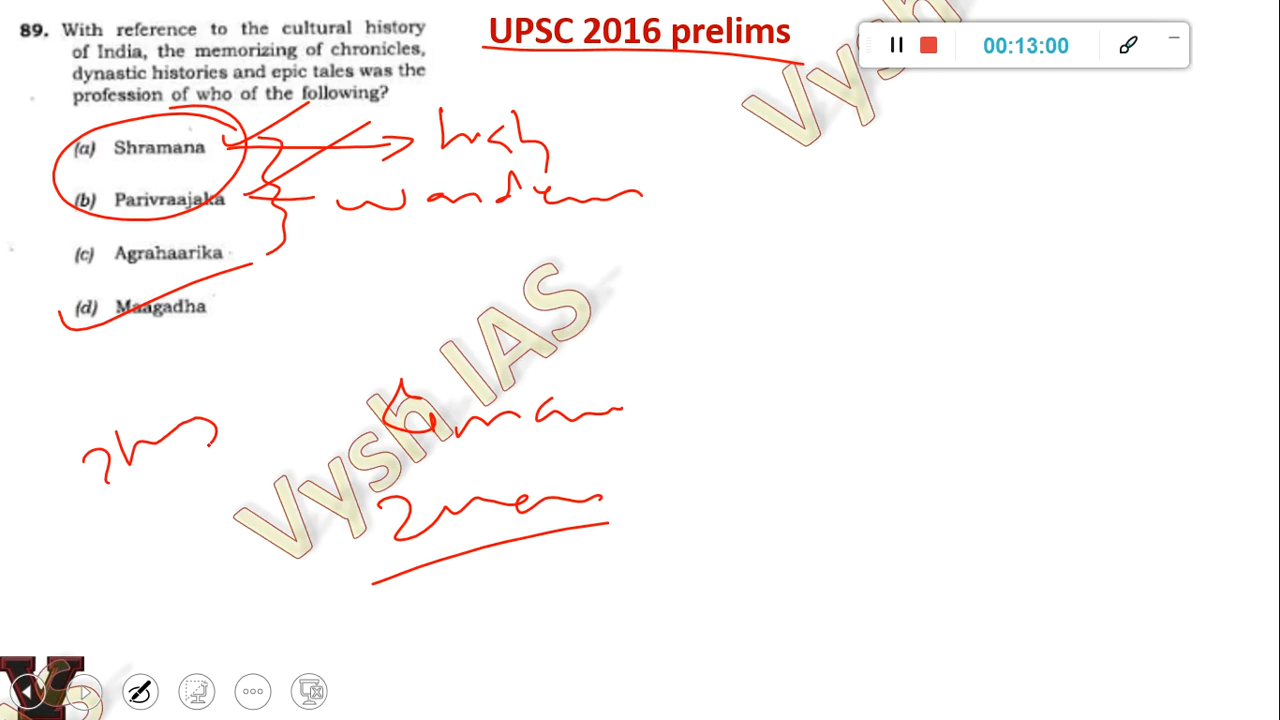 UPSC 2016 prelims
00:13:00
89. With reference to the cultural history
of India, the memorizing of chronicles,
dynastic histories and epic tales was the
profession of who of the following?
(a) Shramana
(b) Parivraajaka
(c) Agrahaarika
(d) Maagadha
Vysh IAS
Vysh